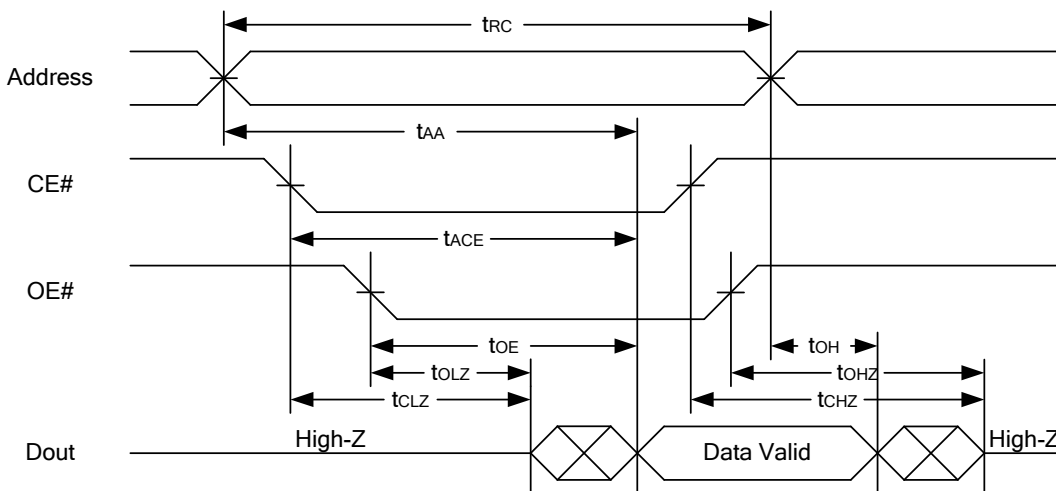 tRC
Address
tAA
CE#
tACE
OE#
tOE
tOH
tOLZ
tOHZ
tCLZ
tCHZ
High-Z
High-Z
Dout
Data Valid